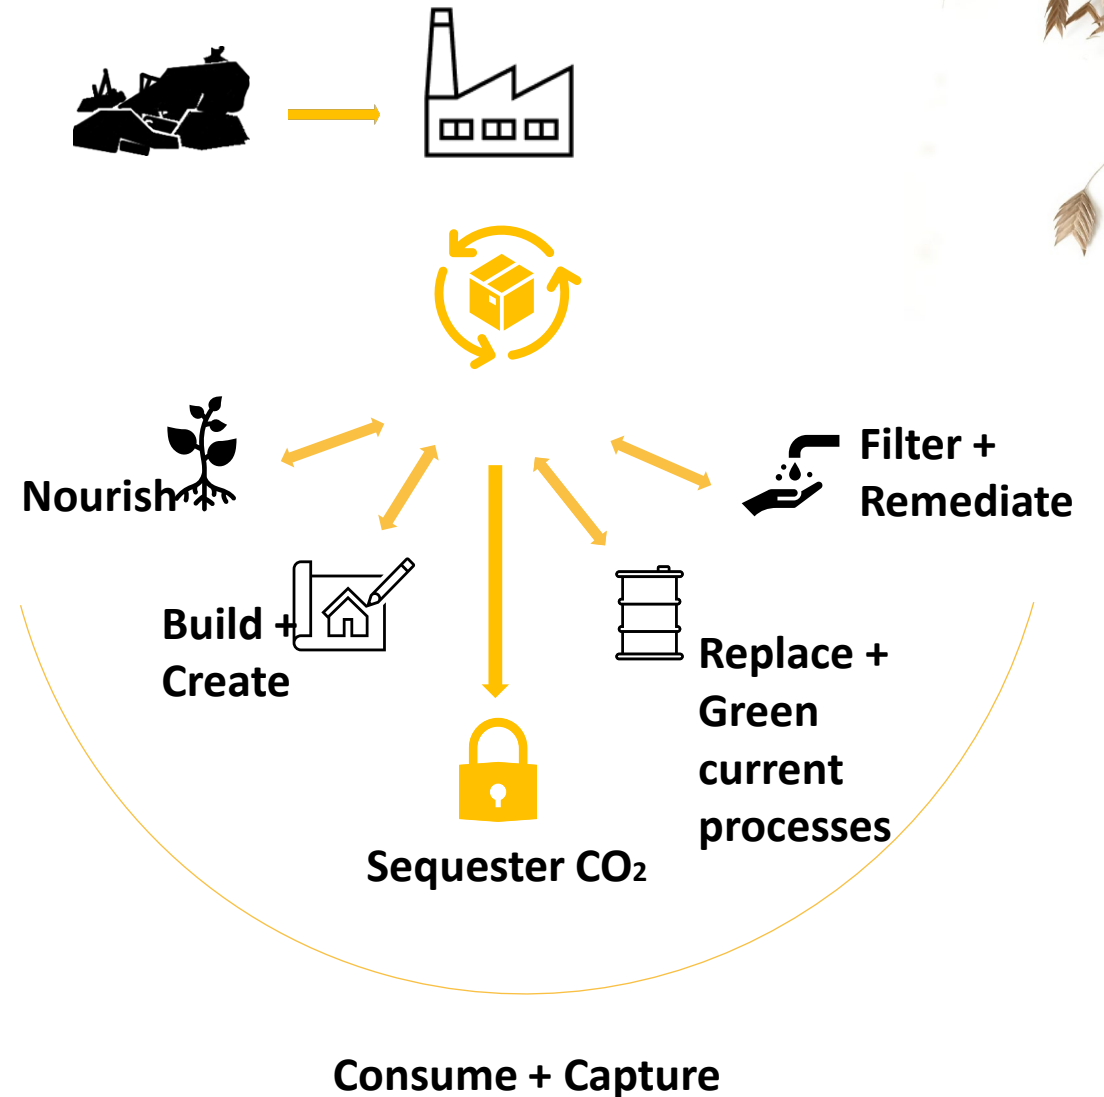 Nourish
Filter +
Remediate
Build +
Create
Replace +
Green
current
processes
Sequester CO₂
Consume + Capture